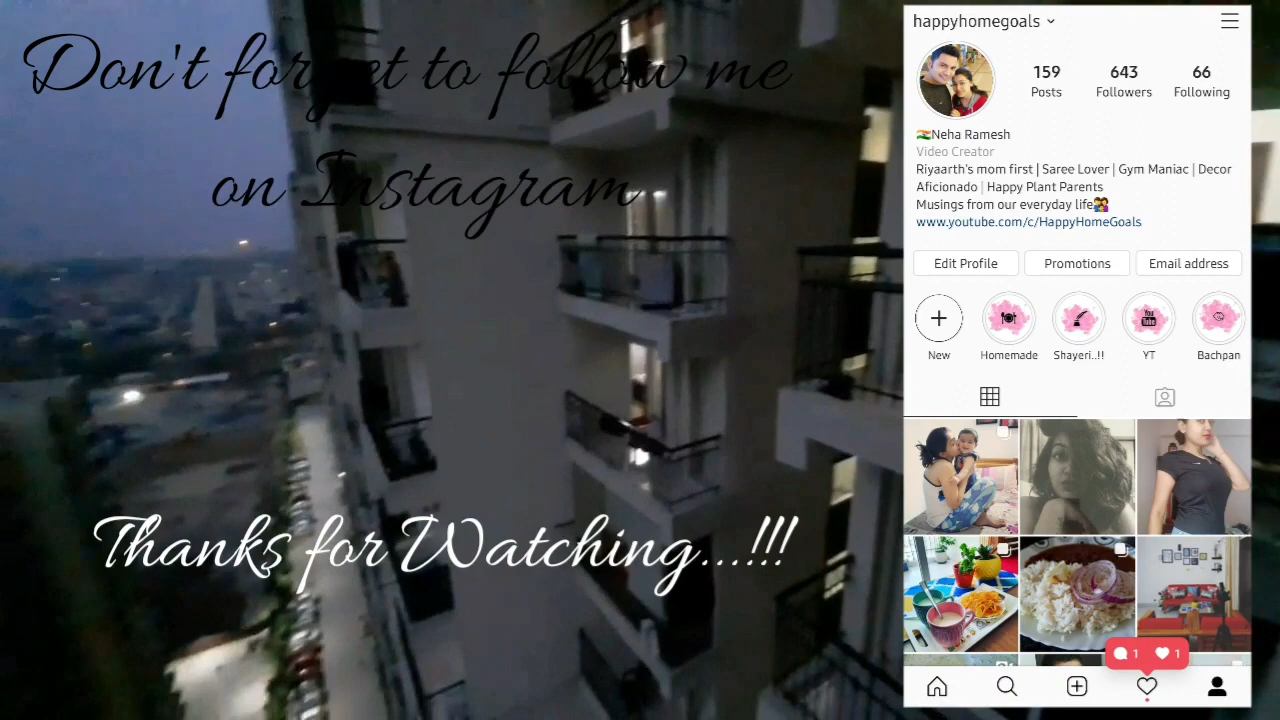 Don't forget to follow me
on Instagram
Thanks for Watching...!!!
happyhomegoals
159 643 66
Posts Followers Following
🇮🇳Neha Ramesh
Video Creator
Riyaarth's mom first | Saree Lover | Gym Maniac | Decor
Aficionado | Happy Plant Parents
Musings from our everyday life👩‍❤️‍👨
www.youtube.com/c/HappyHomeGoals
Edit Profile Promotions Email address
You
Tube
New Homemade Shayeri..!! YT Bachpan
1 1